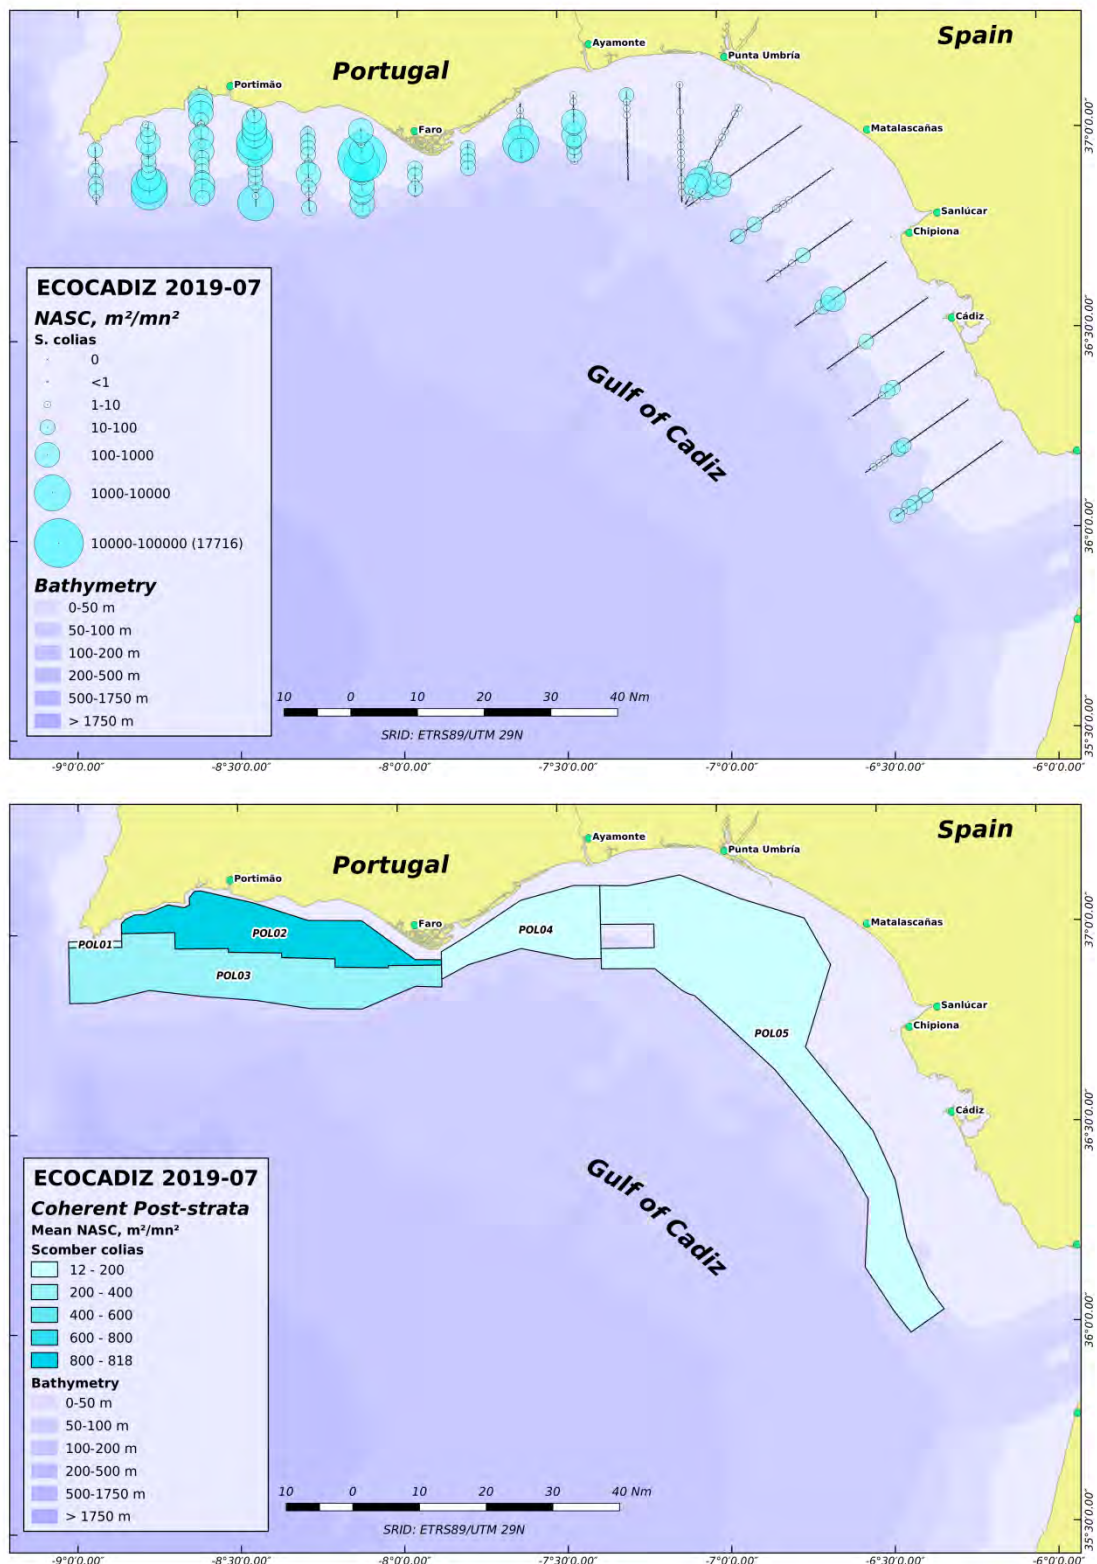 Spain
Portugal
Ayamonte
Punta Umbría
Portimão
Faro
Matalascañas
Sanlúcar
Chipiona
Cádiz
Gulf of Cadiz
ECOCADIZ 2019-07
NASC, m²/mn²
S. colias
0
<1
1-10
10-100
100-1000
1000-10000
10000-100000 (17716)
Bathymetry
0-50 m
50-100 m
100-200 m
200-500 m
500-1750 m
> 1750 m
10 0 10 20 30 40 Nm
SRID: ETRS89/UTM 29N
37°0'0.00″
36°30'0.00″
36°0'0.00″
35°30'0.00″
-9°0'0.00″ -8°30'0.00″ -8°0'0.00″ -7°30'0.00″ -7°0'0.00″ -6°30'0.00″ -6°0'0.00″
Spain
Portugal
Ayamonte
Punta Umbría
Portimão
Faro
Matalascañas
POL01
POL02
POL03
POL04
POL05
Sanlúcar
Chipiona
Cádiz
Gulf of Cadiz
ECOCADIZ 2019-07
Coherent Post-strata
Mean NASC, m²/mn²
Scomber colias
12 - 200
200 - 400
400 - 600
600 - 800
800 - 818
Bathymetry
0-50 m
50-100 m
100-200 m
200-500 m
500-1750 m
> 1750 m
10 0 10 20 30 40 Nm
SRID: ETRS89/UTM 29N
37°0'0.00″
36°30'0.00″
36°0'0.00″
35°30'0.00″
-9°0'0.00″ -8°30'0.00″ -8°0'0.00″ -7°30'0.00″ -7°0'0.00″ -6°30'0.00″ -6°0'0.00″